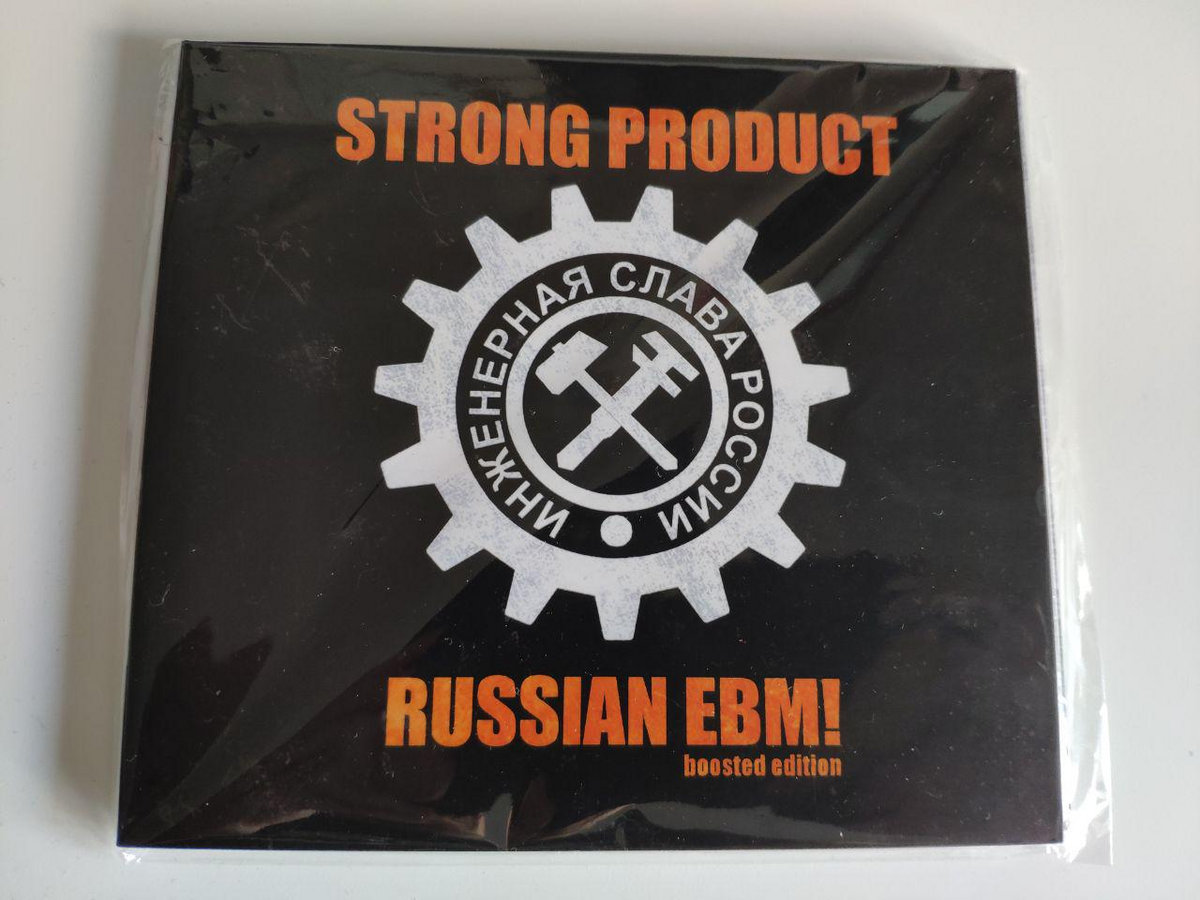 STRONG PRODUCT
ИНЖЕНЕРНАЯ СЛАВА РОССИИ
RUSSIAN EBM!
boosted edition